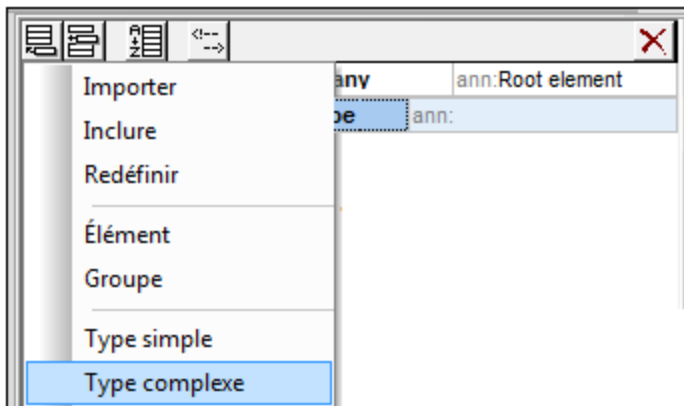 Importer
any ann:Root element
Inclure
pe ann:
Redéfinir
Élément
Groupe
Type simple
Type complexe